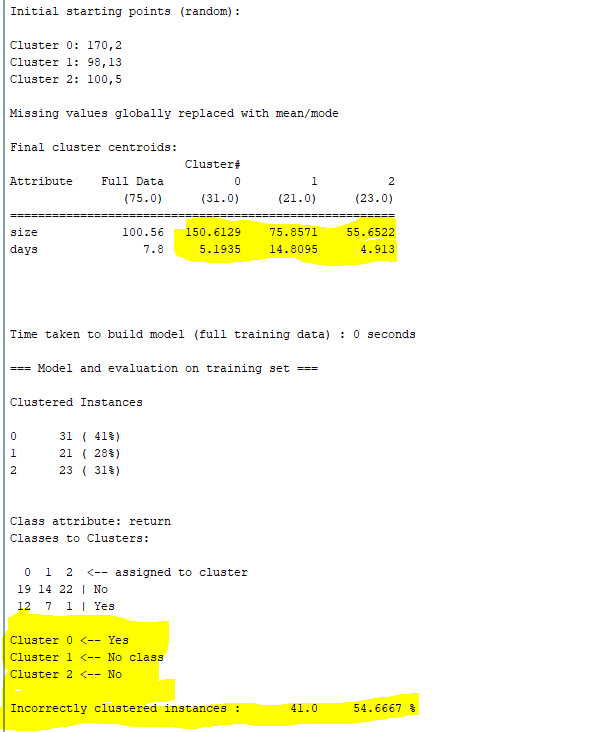 Initial starting points (random):
Cluster 0: 170,2
Cluster 1: 98,13
Cluster 2: 100,5
Missing values globally replaced with mean/mode
Final cluster centroids:
Cluster#
Attribute Full Data 0 1 2
(75.0) (31.0) (21.0) (23.0)
==========================================================
size 100.56 150.6129 75.8571 55.6522
days 7.8 5.1935 14.8095 4.913
Time taken to build model (full training data) : 0 seconds
=== Model and evaluation on training set ===
Clustered Instances
0 31 ( 41%)
1 21 ( 28%)
2 23 ( 31%)
Class attribute: return
Classes to Clusters:
0 1 2 <-- assigned to cluster
19 14 22 | No
12 7 1 | Yes
Cluster 0 <-- Yes
Cluster 1 <-- No class
Cluster 2 <-- No
Incorrectly clustered instances : 41.0 54.6667 %